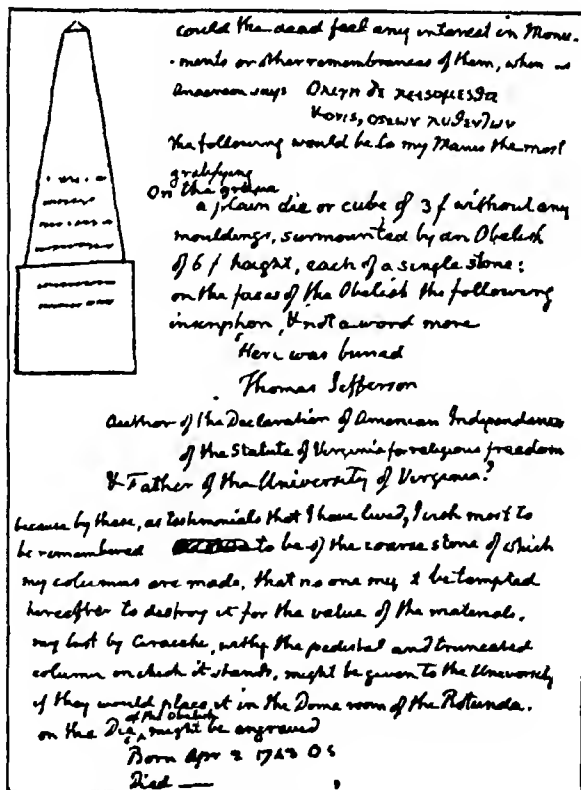 could the dead feel any interest in Monu-
-ments or other remembrances of them, when as
Anacreon says Ολιγη δε κεισομεσθα
Κονις, οστεων λυθεντων
the following would be to my Manes the most
gratifying
On the grave
a plain die or cube of 3 f without any
mouldings, surmounted by an Obelisk
of 6 f height, each of a single stone:
on the faces of the Obelisk the following
inscription, & not a word more
"Here was buried
Thomas Jefferson
Author of the Declaration of American Independance
of the Statute of Virginia for religious freedom
& Father of the University of Virginia."
because by these, as testimonials that I have lived, I wish most to
be remembered to be of the coarse stone of which
my columns are made, that no one might be tempted
hereafter to destroy it for the value of the materials.
my bust by Ceracchi, with the pedestal and truncated
column on which it stands, might be given to the University
if they would place it in the Dome room of the Rotunda.
on the Die of the Obelisk might be engraved
Born Apr 2 1743 O S
Died —